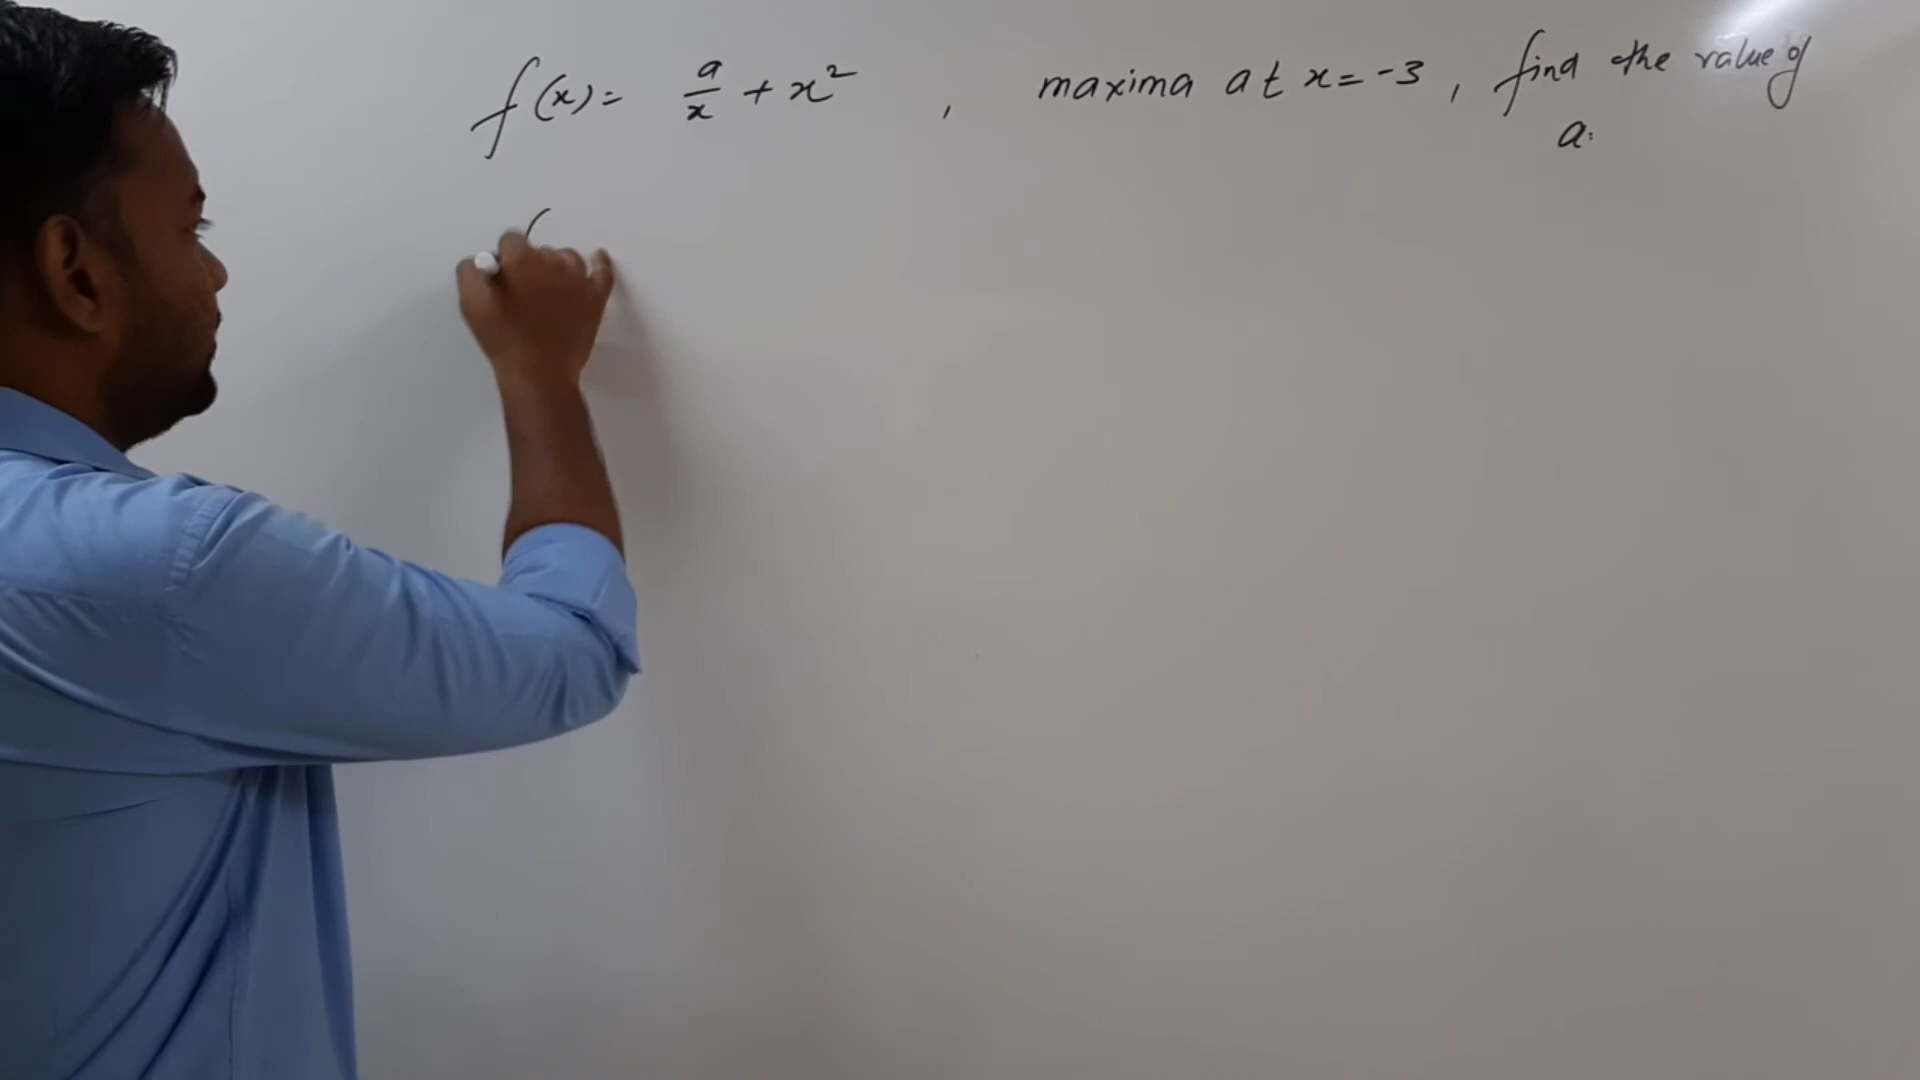 f(x) = a/x + x² , maxima at x = -3 , find the value of
a.
(